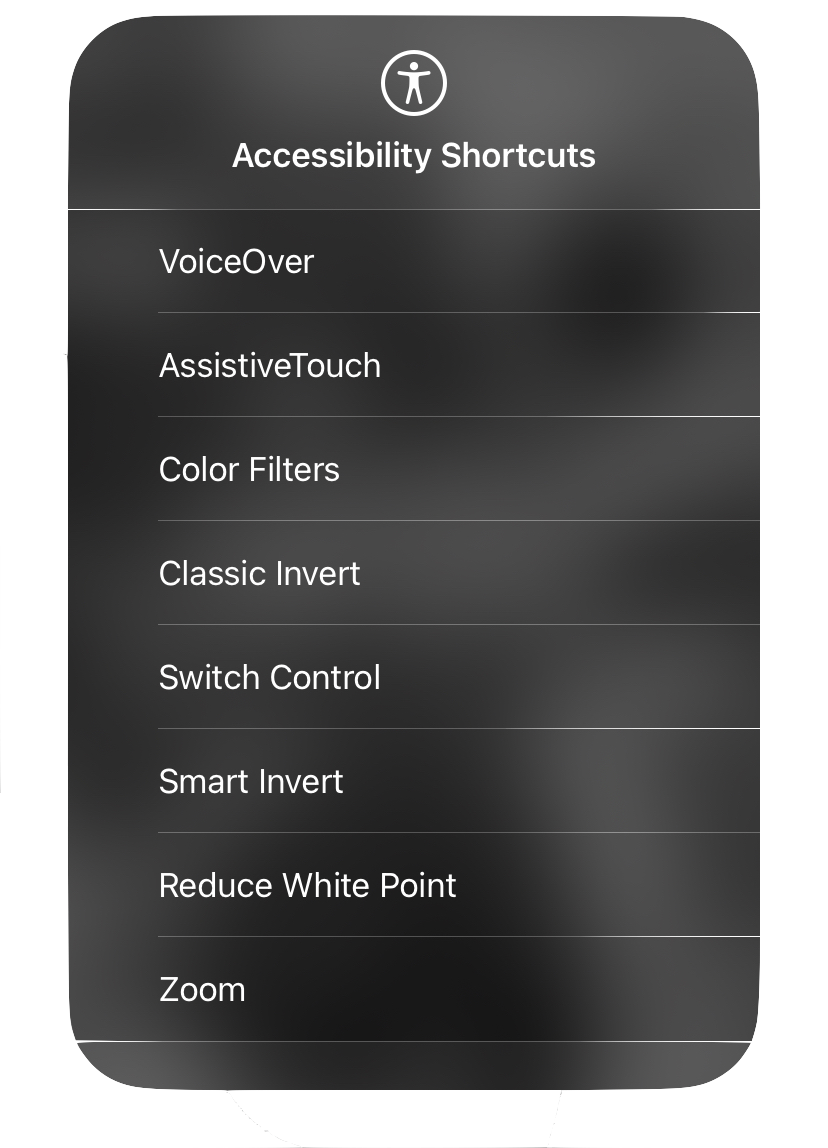 Accessibility Shortcuts
VoiceOver
AssistiveTouch
Color Filters
Classic Invert
Switch Control
Smart Invert
Reduce White Point
Zoom